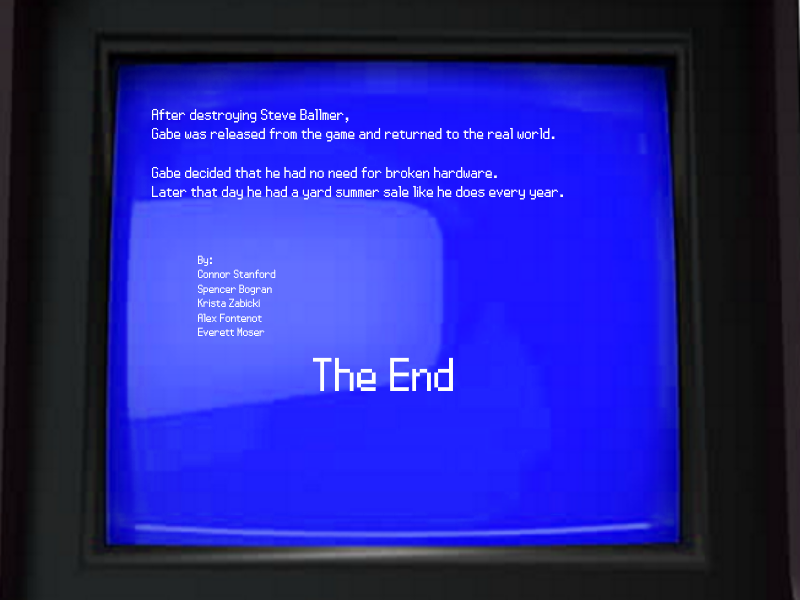 After destroying Steve Ballmer,
Gabe was released from the game and returned to the real world.
Gabe decided that he had no need for broken hardware.
Later that day he had a yard summer sale like he does every year.
By:
Connor Stanford
Spencer Bogran
Krista Zabicki
Alex Fontenot
Everett Moser
The End